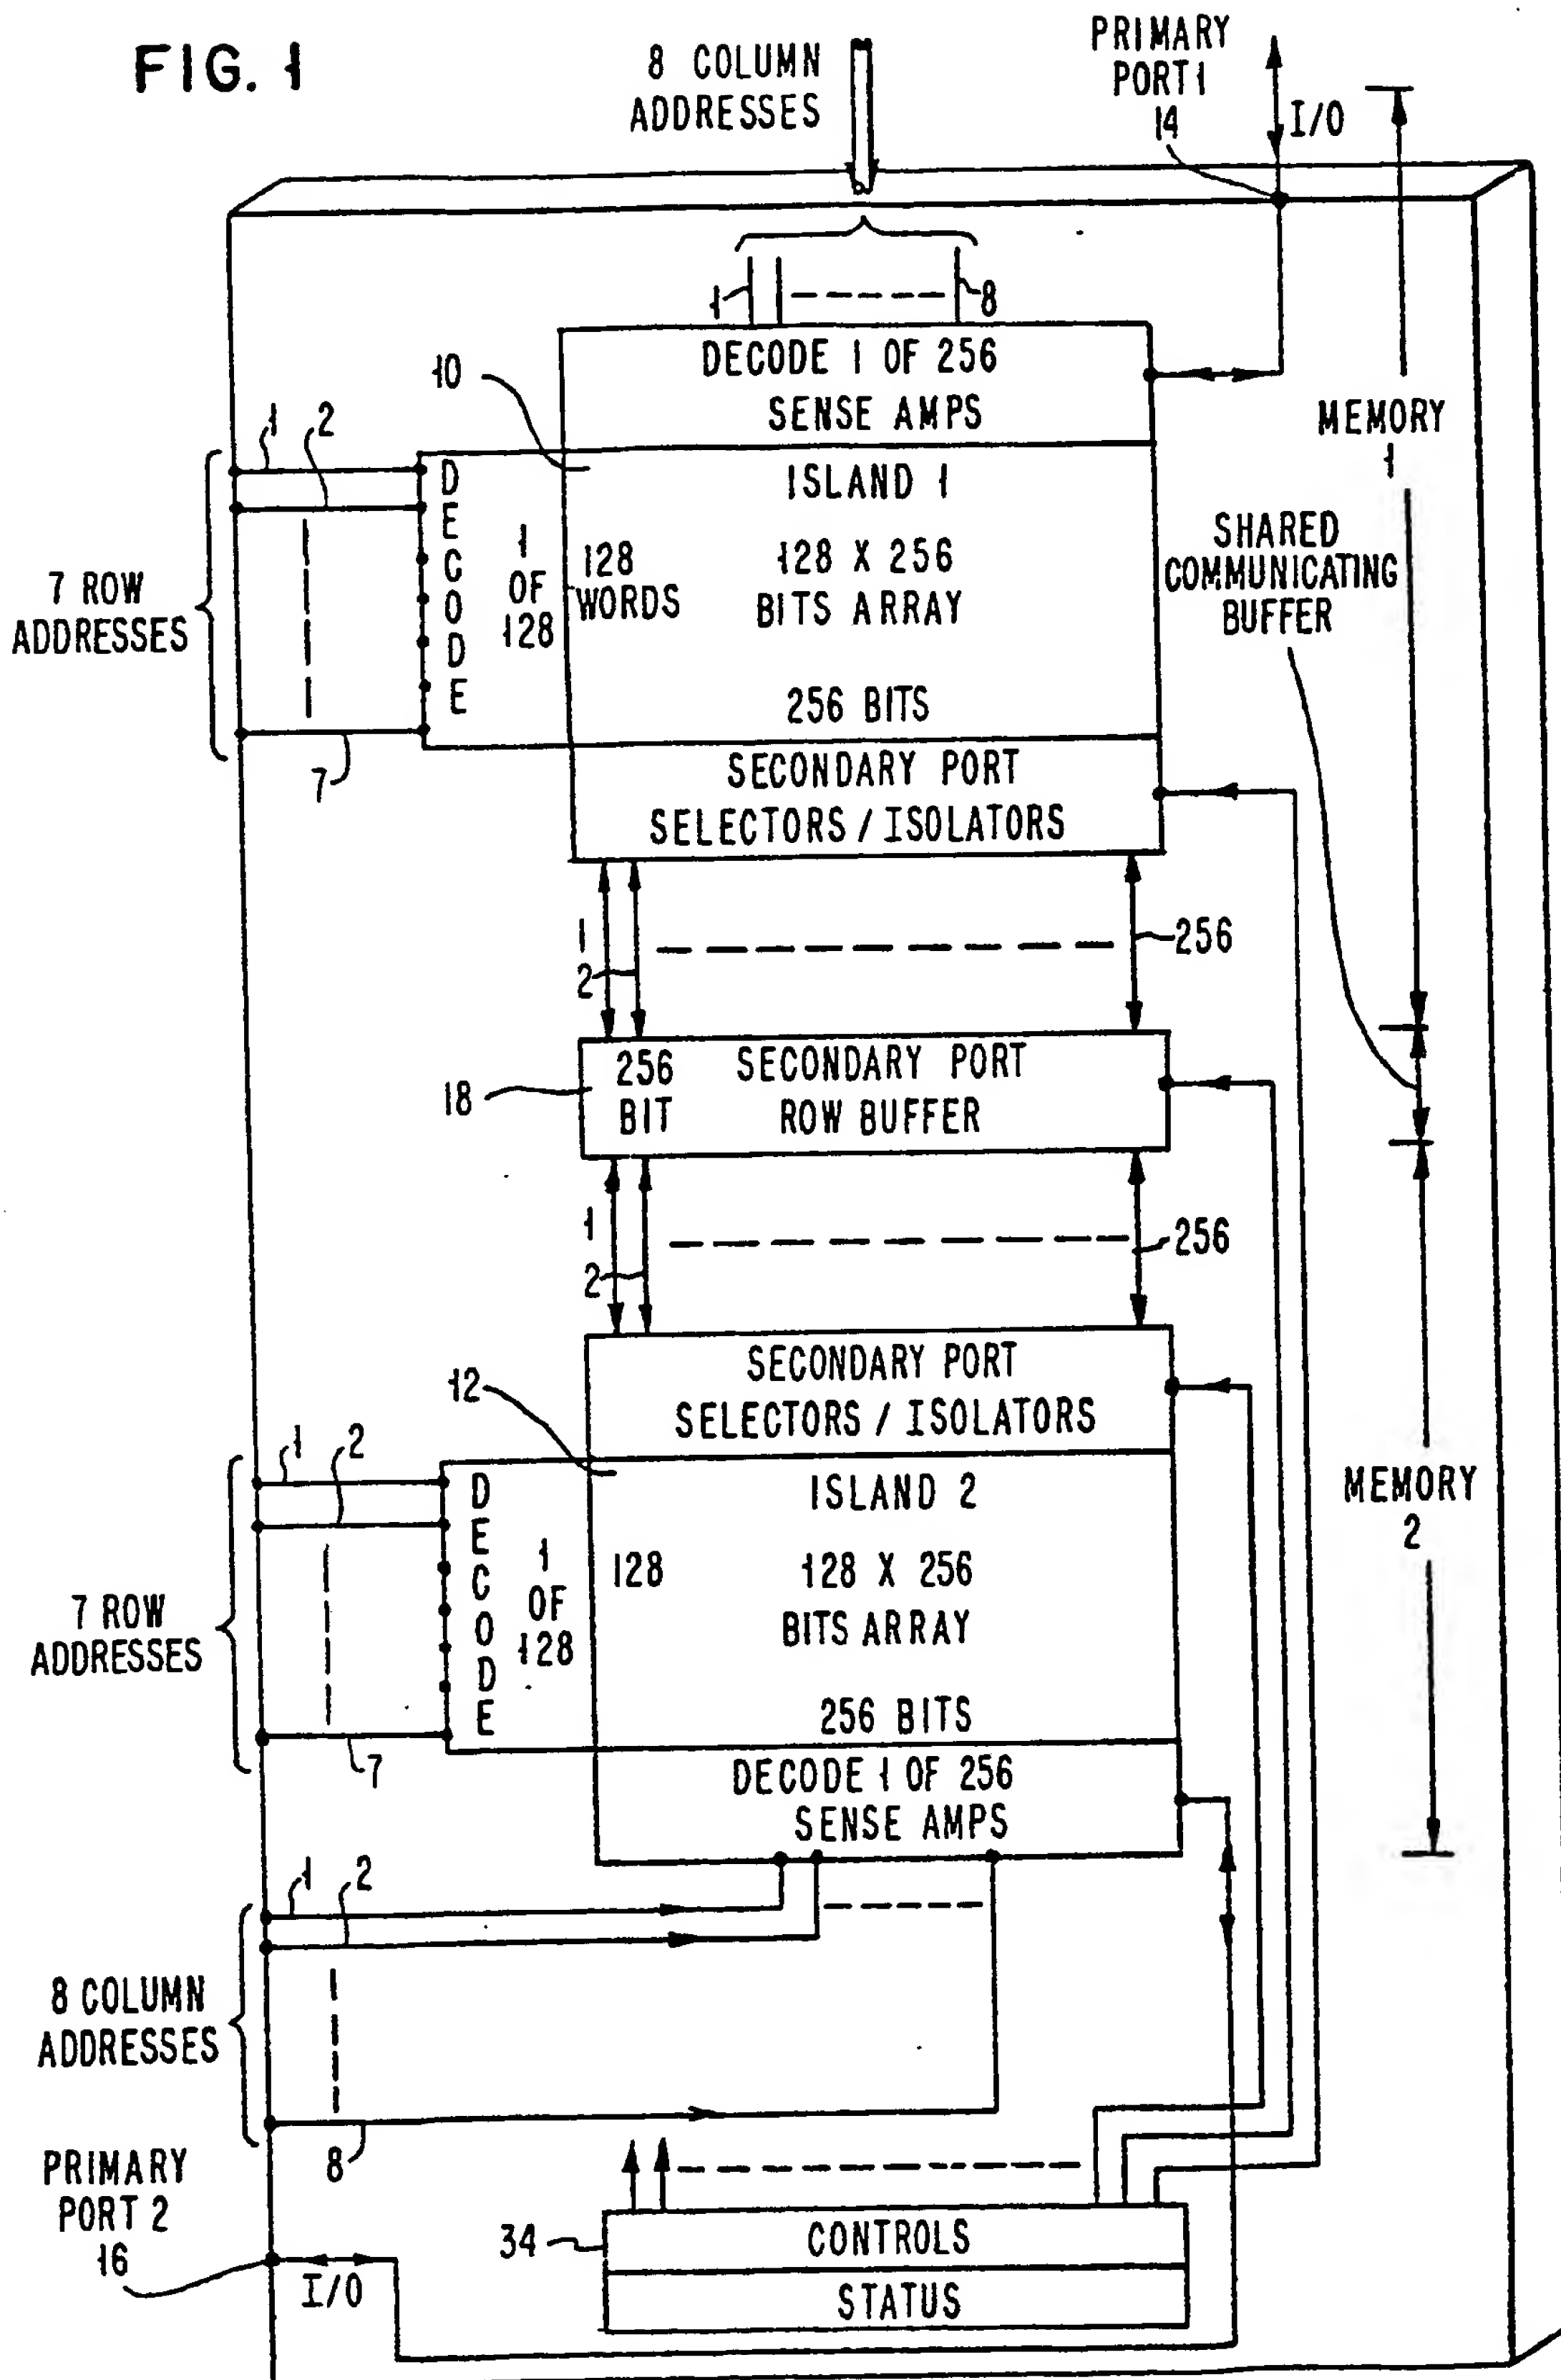 FIG. 1
8 COLUMN
ADDRESSES
PRIMARY
PORT 1
14
I/O
1
8
DECODE 1 OF 256
SENSE AMPS
10
MEMORY
1
1
2
7 ROW
ADDRESSES
7
DECODE
1
OF
128
128
WORDS
ISLAND 1
128 X 256
BITS ARRAY
256 BITS
SHARED
COMMUNICATING
BUFFER
SECONDARY PORT
SELECTORS / ISOLATORS
1
2
256
18
256
BIT
SECONDARY PORT
ROW BUFFER
1
2
256
SECONDARY PORT
SELECTORS / ISOLATORS
12
1
2
7 ROW
ADDRESSES
7
DECODE
1
OF
128
128
ISLAND 2
128 X 256
BITS ARRAY
256 BITS
MEMORY
2
DECODE 1 OF 256
SENSE AMPS
1
2
8 COLUMN
ADDRESSES
8
PRIMARY
PORT 2
16
I/O
34
CONTROLS
STATUS